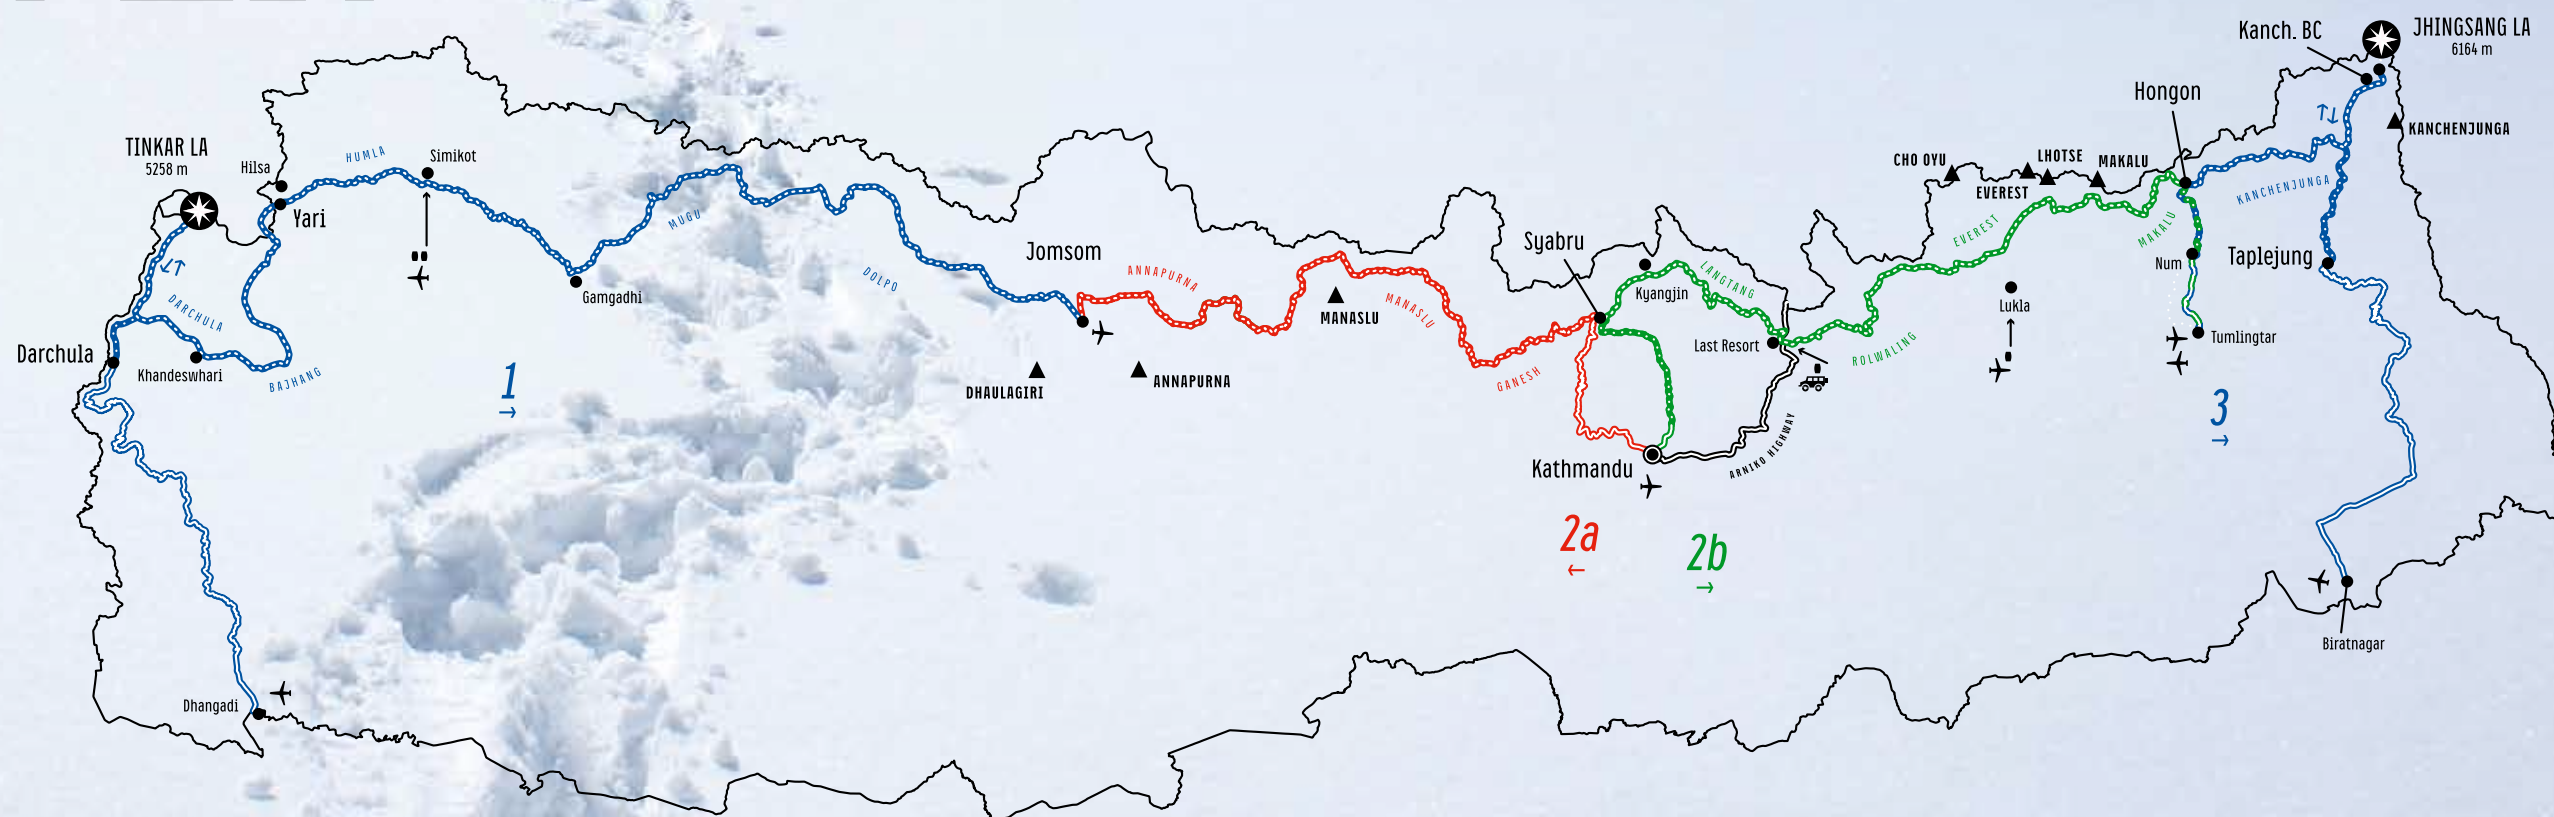 Kanch. BC
JHINGSANG LA
6164 m
Hongon
KANCHENJUNGA
TINKAR LA
5258 m
Hilsa
HUMLA
Simikot
Yari
CHO OYU
EVEREST
LHOTSE
MAKALU
KANCHENJUNGA
MUGU
DOLPO
Jomsom
Syabru
EVEREST
MAKALU
Num
Taplejung
DARCHULA
Gamgadhi
ANNAPURNA
MANASLU
MANASLU
Kyangjin
LANGTANG
Lukla
Tumlingtar
Darchula
Khandeswhari
BAJHANG
1
DHAULAGIRI
ANNAPURNA
GANESH
Last Resort
ROLWALING
3
Kathmandu
ARNIKO HIGHWAY
2a
2b
Dhangadi
Biratnagar